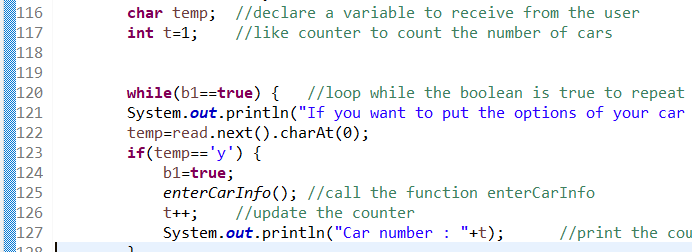 116 char temp; //declare a variable to receive from the user
117 int t=1; //like counter to count the number of cars
118
119
120 while(b1==true) { //loop while the boolean is true to repeat
121 System.out.println("If you want to put the options of your car
122 temp=read.next().charAt(0);
123 if(temp=='y') {
124 b1=true;
125 enterCarInfo(); //call the function enterCarInfo
126 t++; //update the counter
127 System.out.println("Car number : "+t); //print the cou
128 }